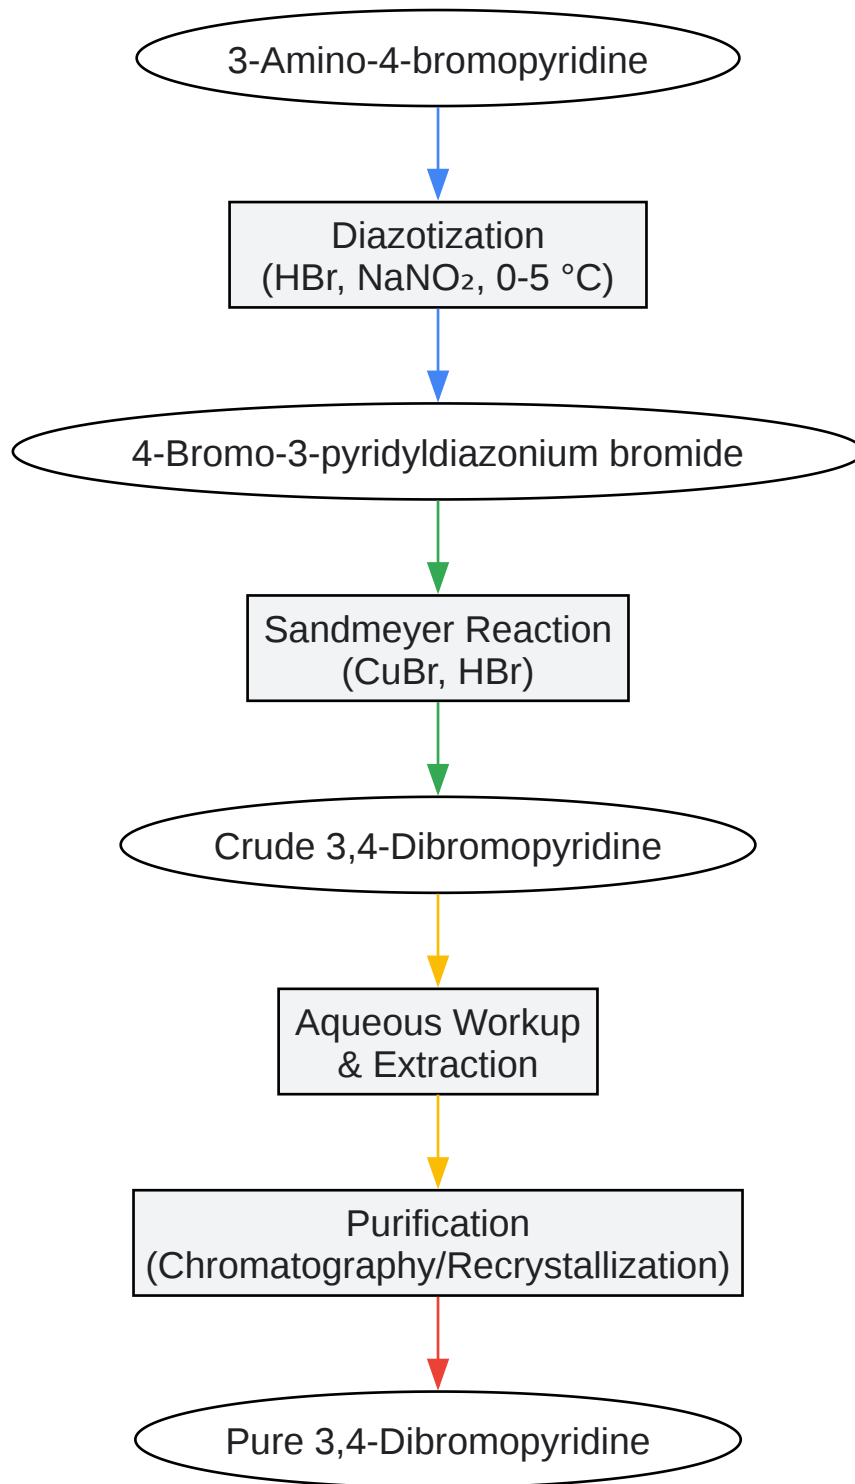 3-Amino-4-bromopyridine
Diazotization
(HBr, NaNO₂, 0-5 °C)
4-Bromo-3-pyridyldiazonium bromide
Sandmeyer Reaction
(CuBr, HBr)
Crude 3,4-Dibromopyridine
Aqueous Workup
& Extraction
Purification
(Chromatography/Recrystallization)
Pure 3,4-Dibromopyridine